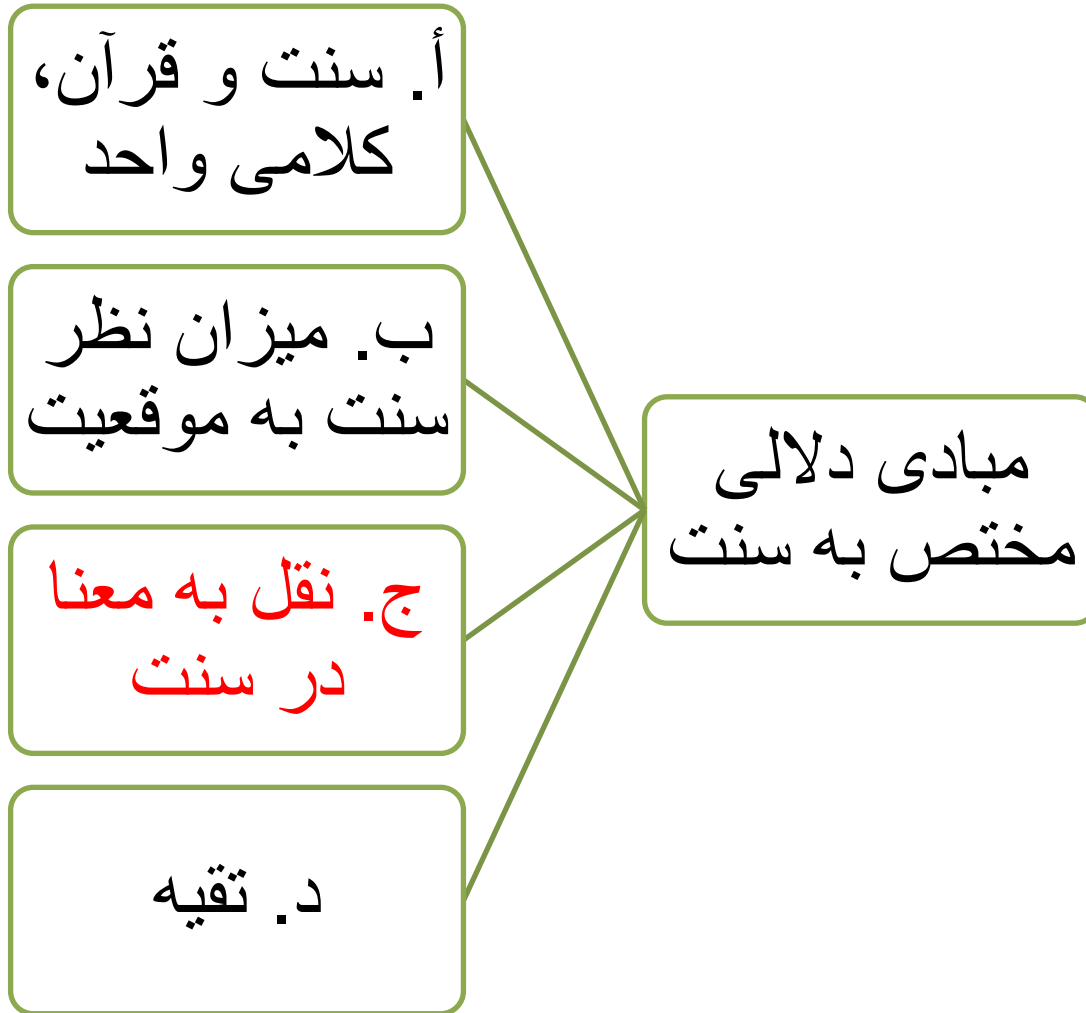 مبادی دلالی
مختص به سنت
أ. سنت و قرآن،
کلامی واحد
ب. میزان نظر
سنت به موقعیت
ج. نقل به معنا
در سنت
د. تقیه